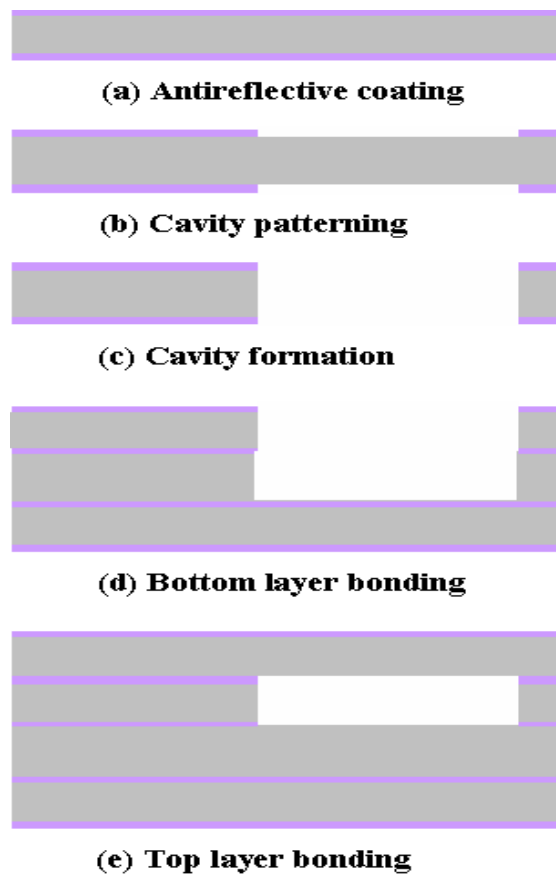 (a) Antireflective coating
(b) Cavity patterning
(c) Cavity formation
(d) Bottom layer bonding
(e) Top layer bonding